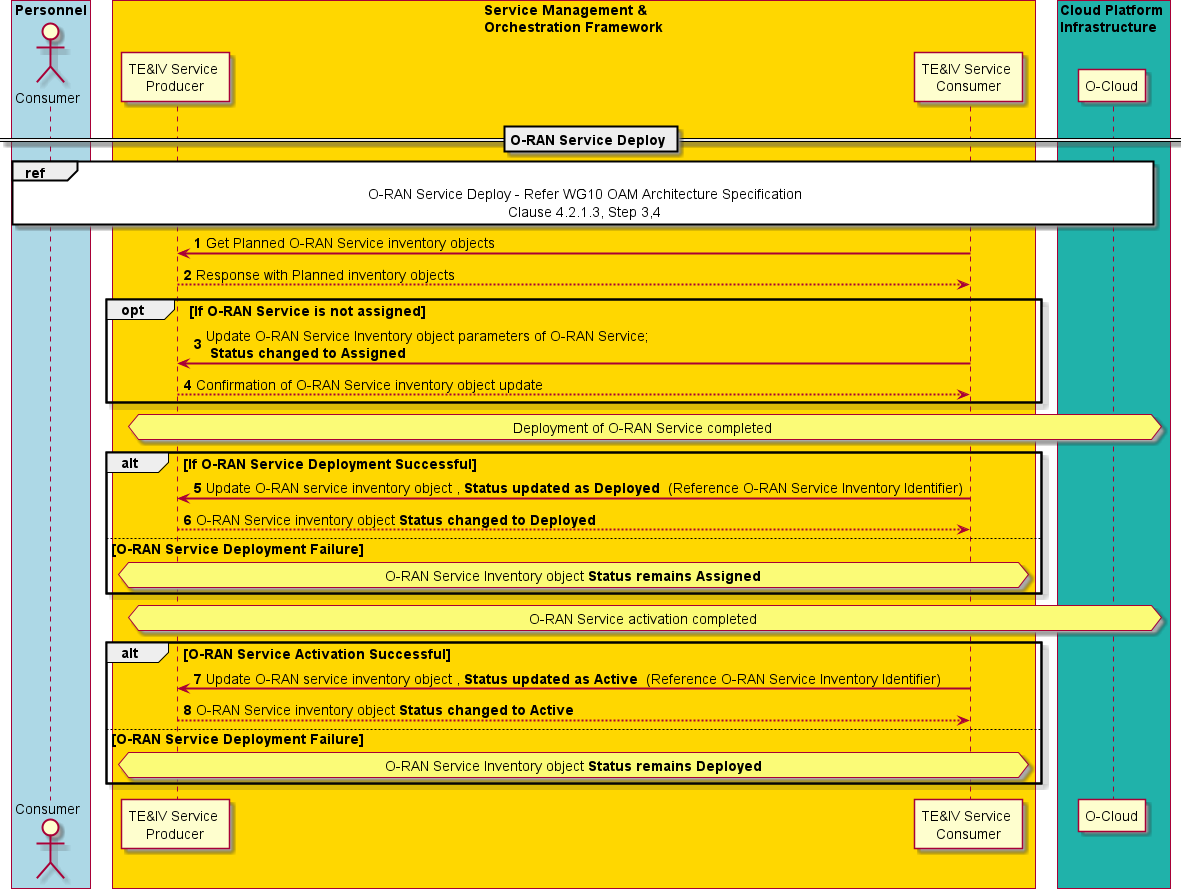 Personnel
Service Management &
Orchestration Framework
Cloud Platform
Infrastructure
Consumer
TE&IV Service
Producer
TE&IV Service
Consumer
O-Cloud
O-RAN Service Deploy
ref
O-RAN Service Deploy - Refer WG10 OAM Architecture Specification
Clause 4.2.1.3, Step 3,4
1 Get Planned O-RAN Service inventory objects
2 Response with Planned inventory objects
opt [If O-RAN Service is not assigned]
3 Update O-RAN Service Inventory object parameters of O-RAN Service;
Status changed to Assigned
4 Confirmation of O-RAN Service inventory object update
Deployment of O-RAN Service completed
alt [If O-RAN Service Deployment Successful]
5 Update O-RAN service inventory object , Status updated as Deployed (Reference O-RAN Service Inventory Identifier)
6 O-RAN Service inventory object Status changed to Deployed
[O-RAN Service Deployment Failure]
O-RAN Service Inventory object Status remains Assigned
O-RAN Service activation completed
alt [O-RAN Service Activation Successful]
7 Update O-RAN service inventory object , Status updated as Active (Reference O-RAN Service Inventory Identifier)
8 O-RAN Service inventory object Status changed to Active
[O-RAN Service Deployment Failure]
O-RAN Service Inventory object Status remains Deployed
Consumer
TE&IV Service
Producer
TE&IV Service
Consumer
O-Cloud